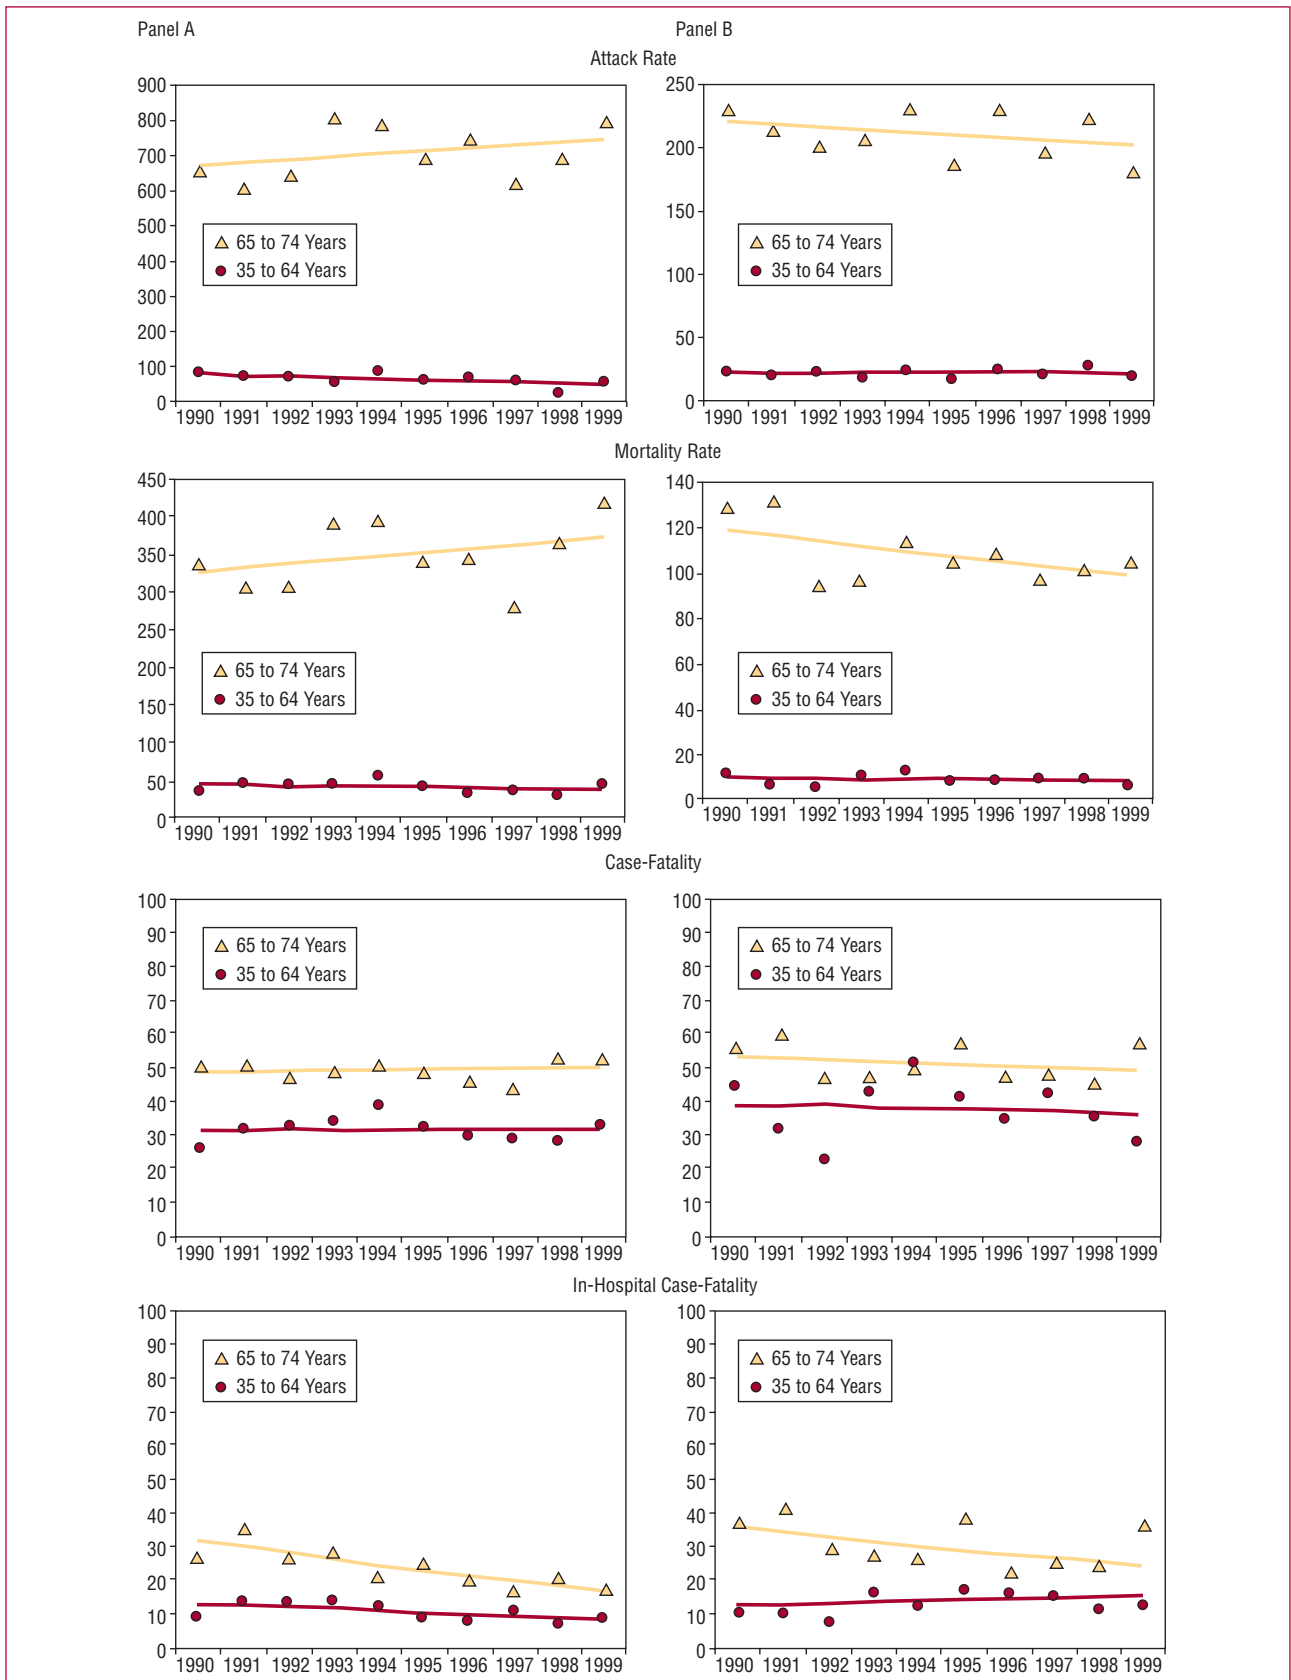 Panel A
Panel B
Attack Rate
900
800
700
600
500
400
300
200
100
0
65 to 74 Years
35 to 64 Years
1990 1991 1992 1993 1994 1995 1996 1997 1998 1999
250
200
150
100
50
0
65 to 74 Years
35 to 64 Years
1990 1991 1992 1993 1994 1995 1996 1997 1998 1999
Mortality Rate
450
400
350
300
250
200
150
100
50
0
65 to 74 Years
35 to 64 Years
1990 1991 1992 1993 1994 1995 1996 1997 1998 1999
140
120
100
80
60
40
20
0
65 to 74 Years
35 to 64 Years
1990 1991 1992 1993 1994 1995 1996 1997 1998 1999
Case-Fatality
100
90
80
70
60
50
40
30
20
10
0
65 to 74 Years
35 to 64 Years
1990 1991 1992 1993 1994 1995 1996 1997 1998 1999
100
90
80
70
60
50
40
30
20
10
0
65 to 74 Years
35 to 64 Years
1990 1991 1992 1993 1994 1995 1996 1997 1998 1999
In-Hospital Case-Fatality
100
90
80
70
60
50
40
30
20
10
0
65 to 74 Years
35 to 64 Years
1990 1991 1992 1993 1994 1995 1996 1997 1998 1999
100
90
80
70
60
50
40
30
20
10
0
65 to 74 Years
35 to 64 Years
1990 1991 1992 1993 1994 1995 1996 1997 1998 1999